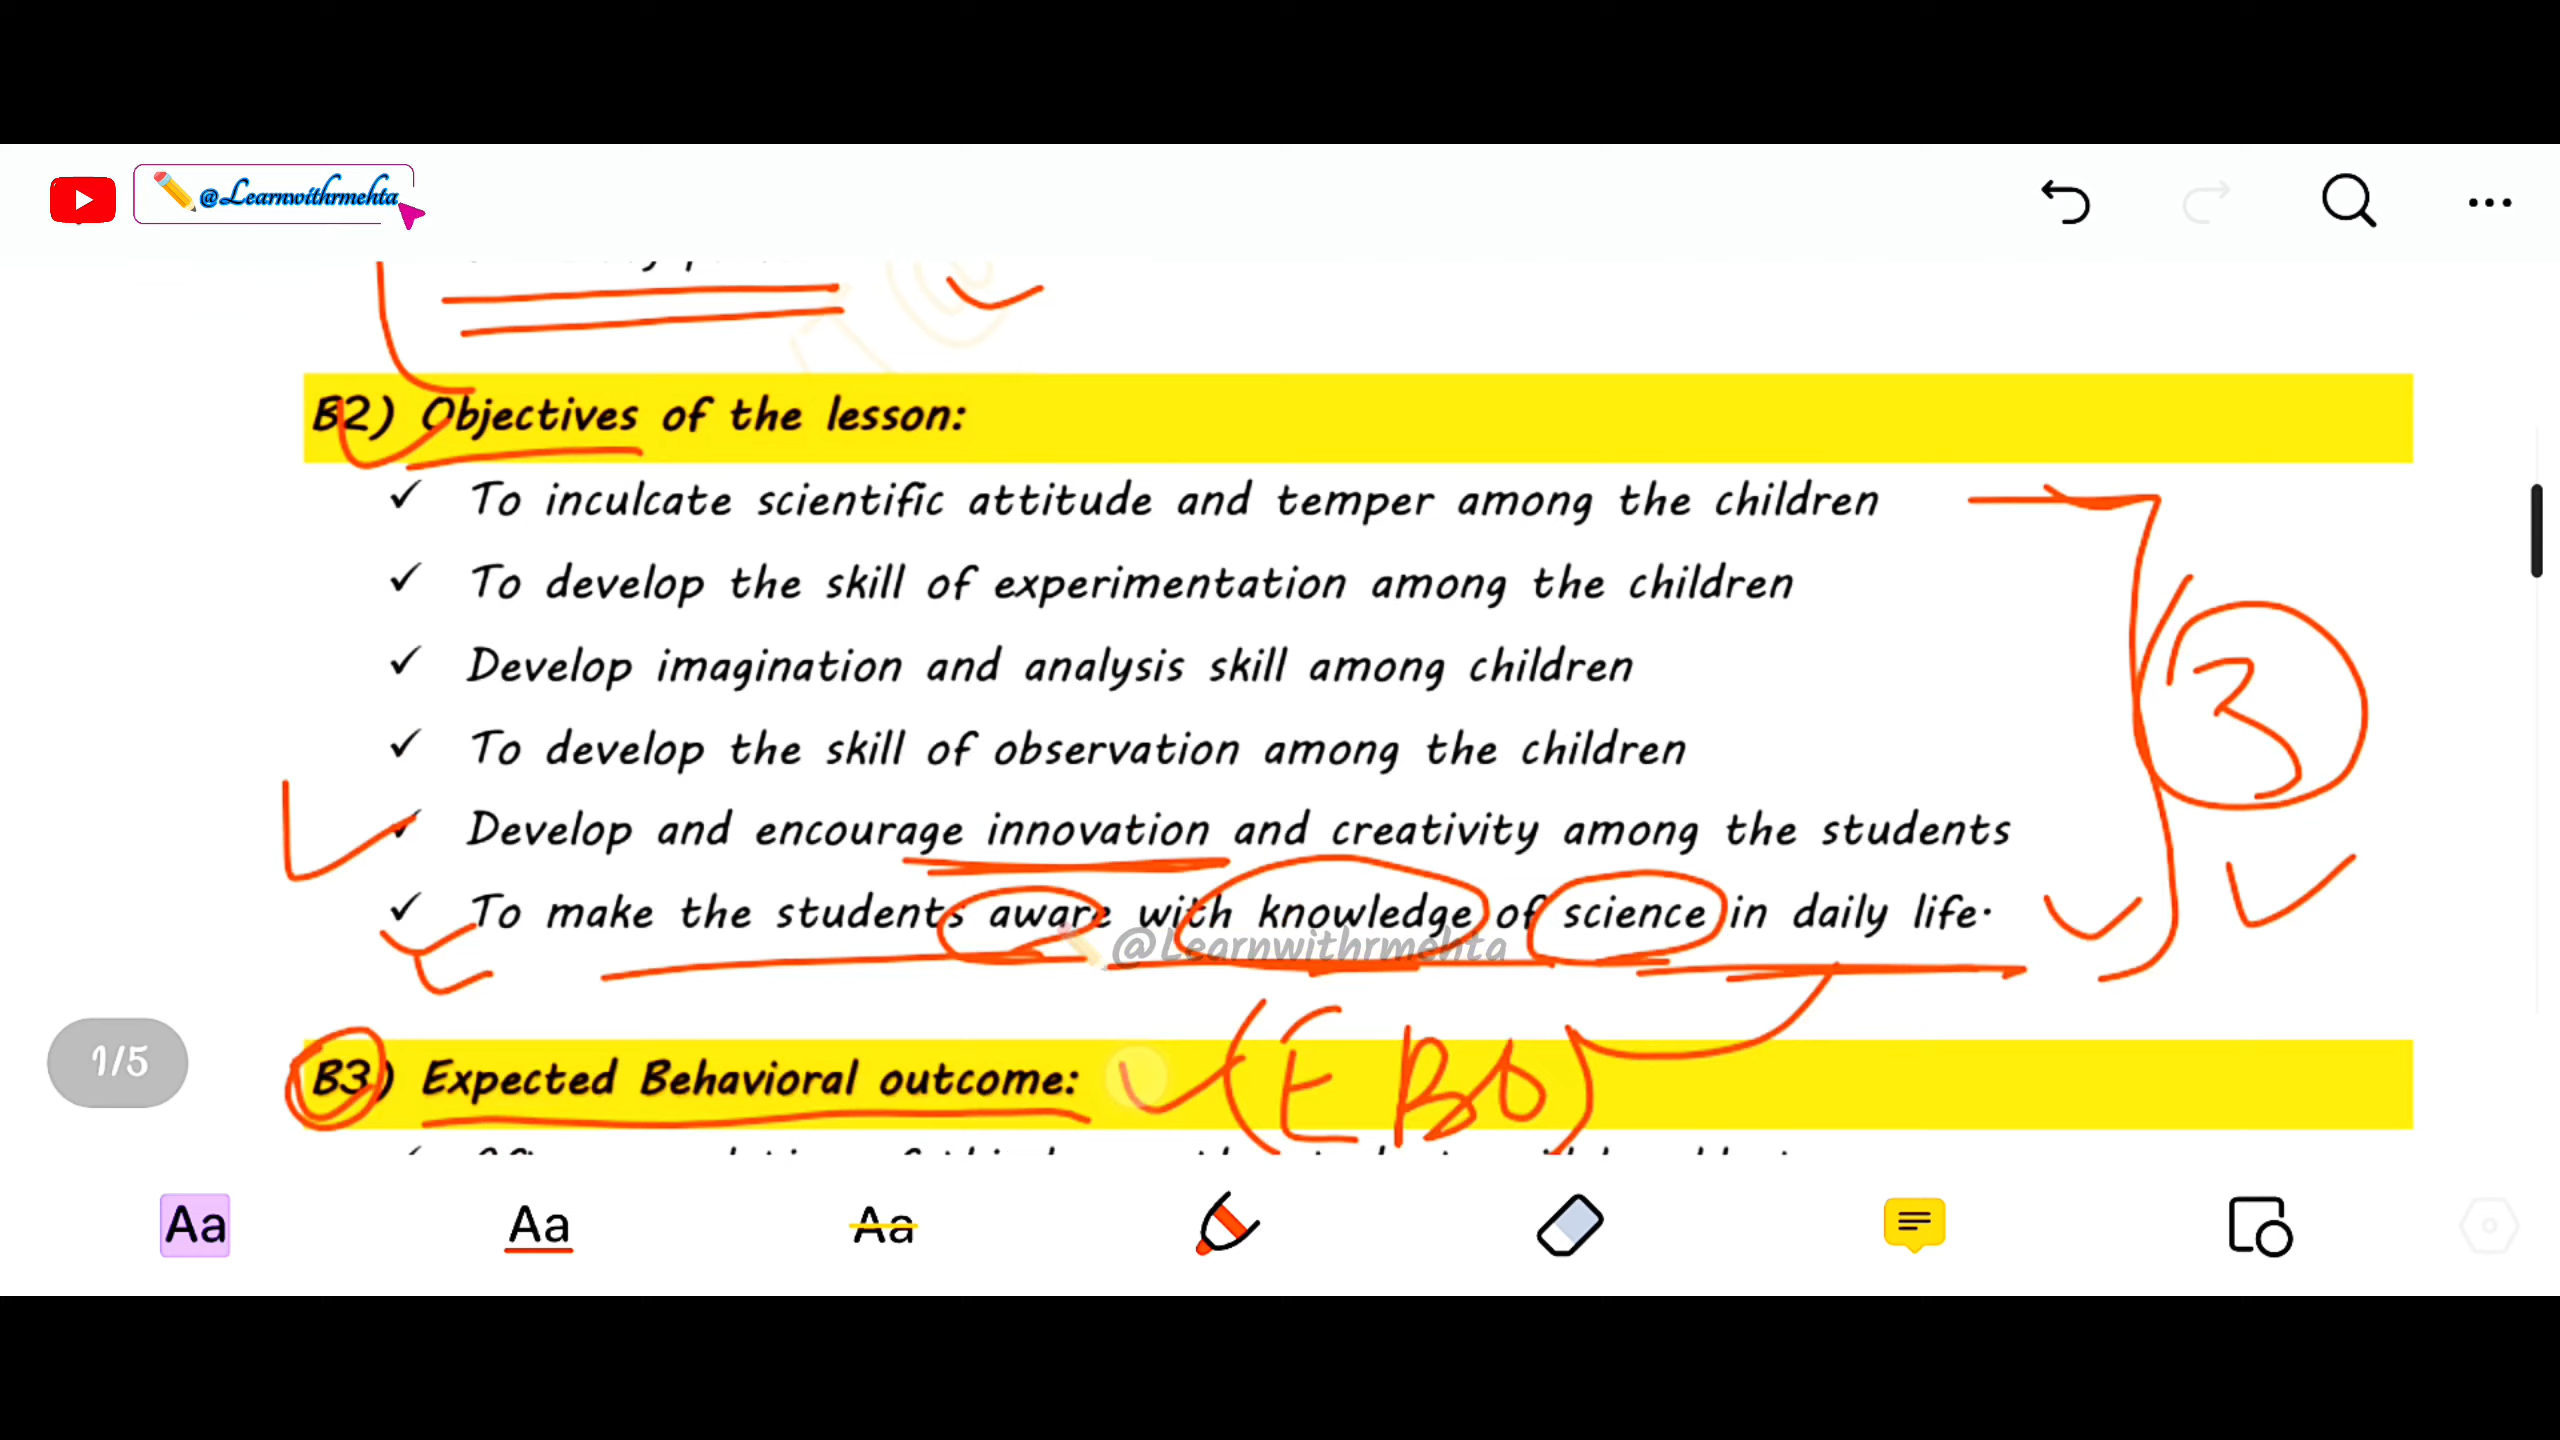 @Learnwithrmehta
B2) Objectives of the lesson:
✓ To inculcate scientific attitude and temper among the children
✓ To develop the skill of experimentation among the children
✓ Develop imagination and analysis skill among children
3
✓ To develop the skill of observation among the children
✓ Develop and encourage innovation and creativity among the students
✓ To make the students aware with knowledge of science in daily life.
@Learnwithrmehta
B3) Expected Behavioral outcome: (EBO)
1/5
Aa Aa Aa